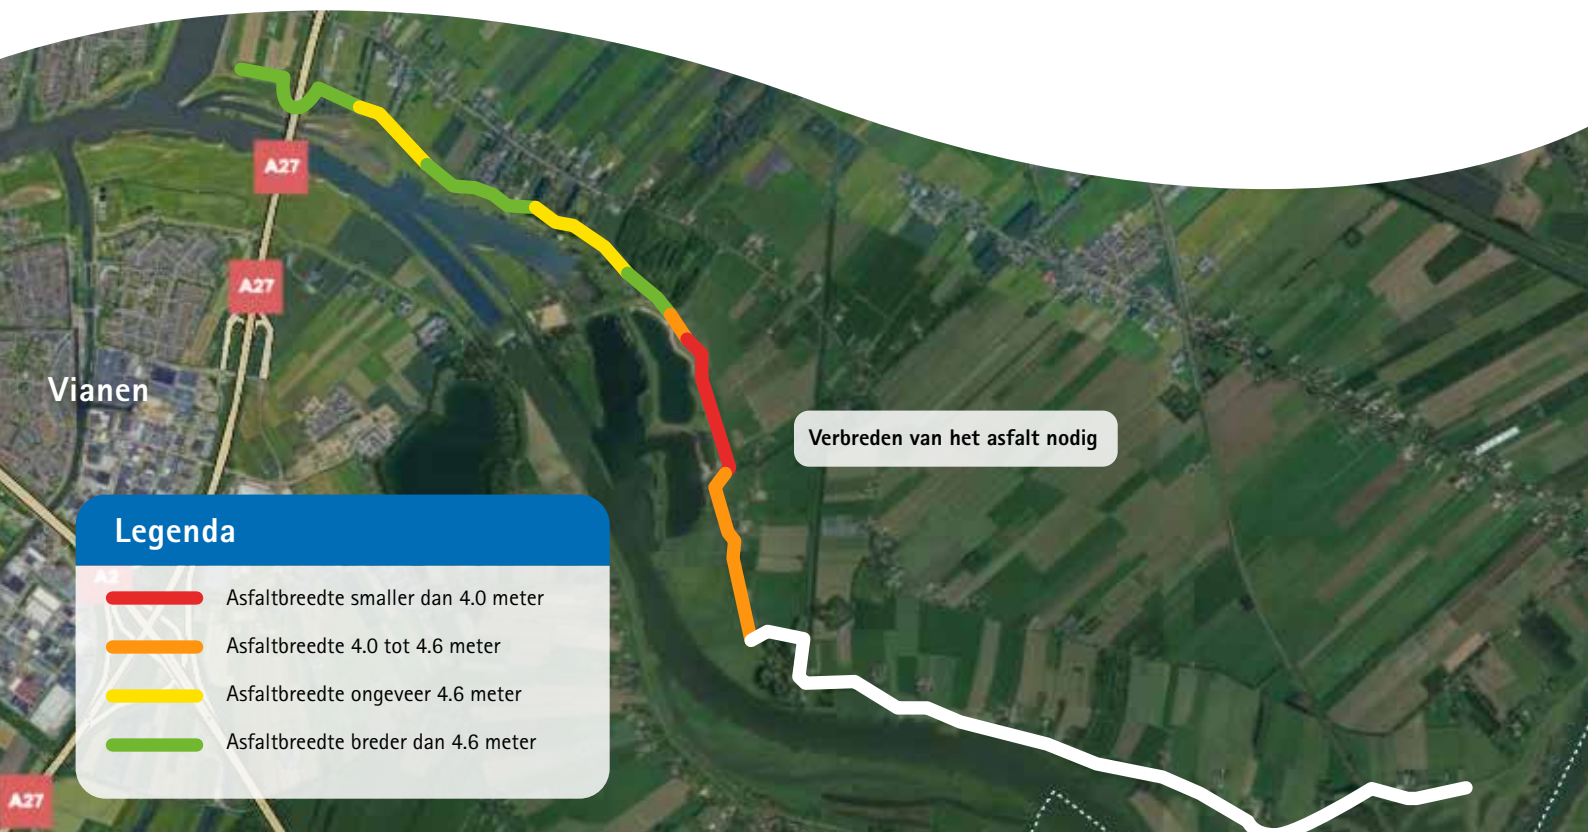 A27
A27
Vianen
Verbreden van het asfalt nodig
Legenda
A2
Asfaltbreedte smaller dan 4.0 meter
Asfaltbreedte 4.0 tot 4.6 meter
Asfaltbreedte ongeveer 4.6 meter
Asfaltbreedte breder dan 4.6 meter
A27